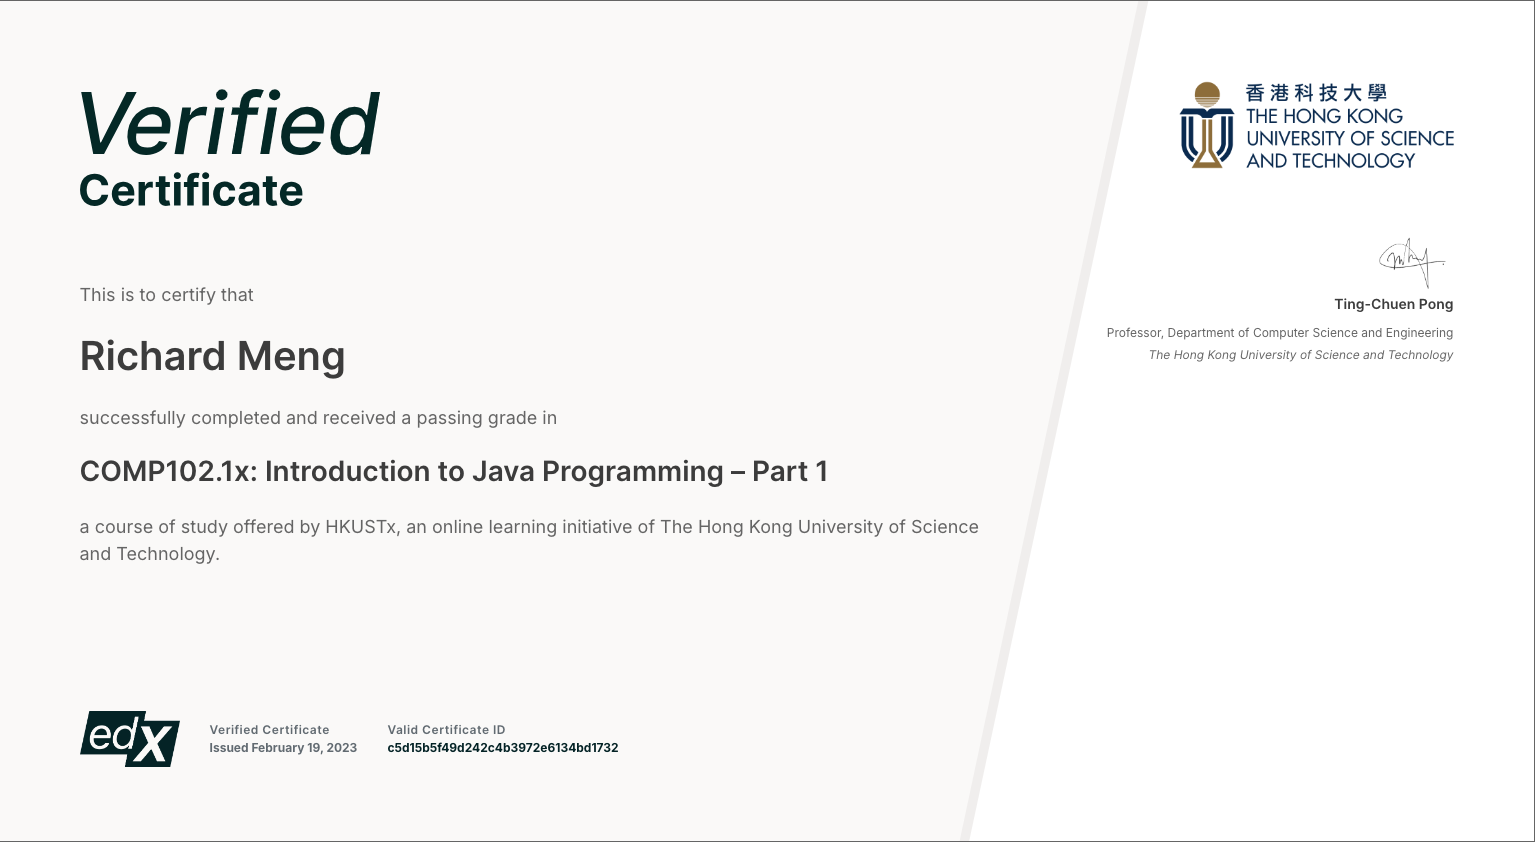 Verified
Certificate
This is to certify that
Richard Meng
successfully completed and received a passing grade in
COMP102.1x: Introduction to Java Programming – Part 1
a course of study offered by HKUSTx, an online learning initiative of The Hong Kong University of Science
and Technology.
edX
Verified Certificate
Issued February 19, 2023
Valid Certificate ID
c5d15b5f49d242c4b3972e6134bd1732
香港科技大學
THE HONG KONG
UNIVERSITY OF SCIENCE
AND TECHNOLOGY
Ting-Chuen Pong
Professor, Department of Computer Science and Engineering
The Hong Kong University of Science and Technology